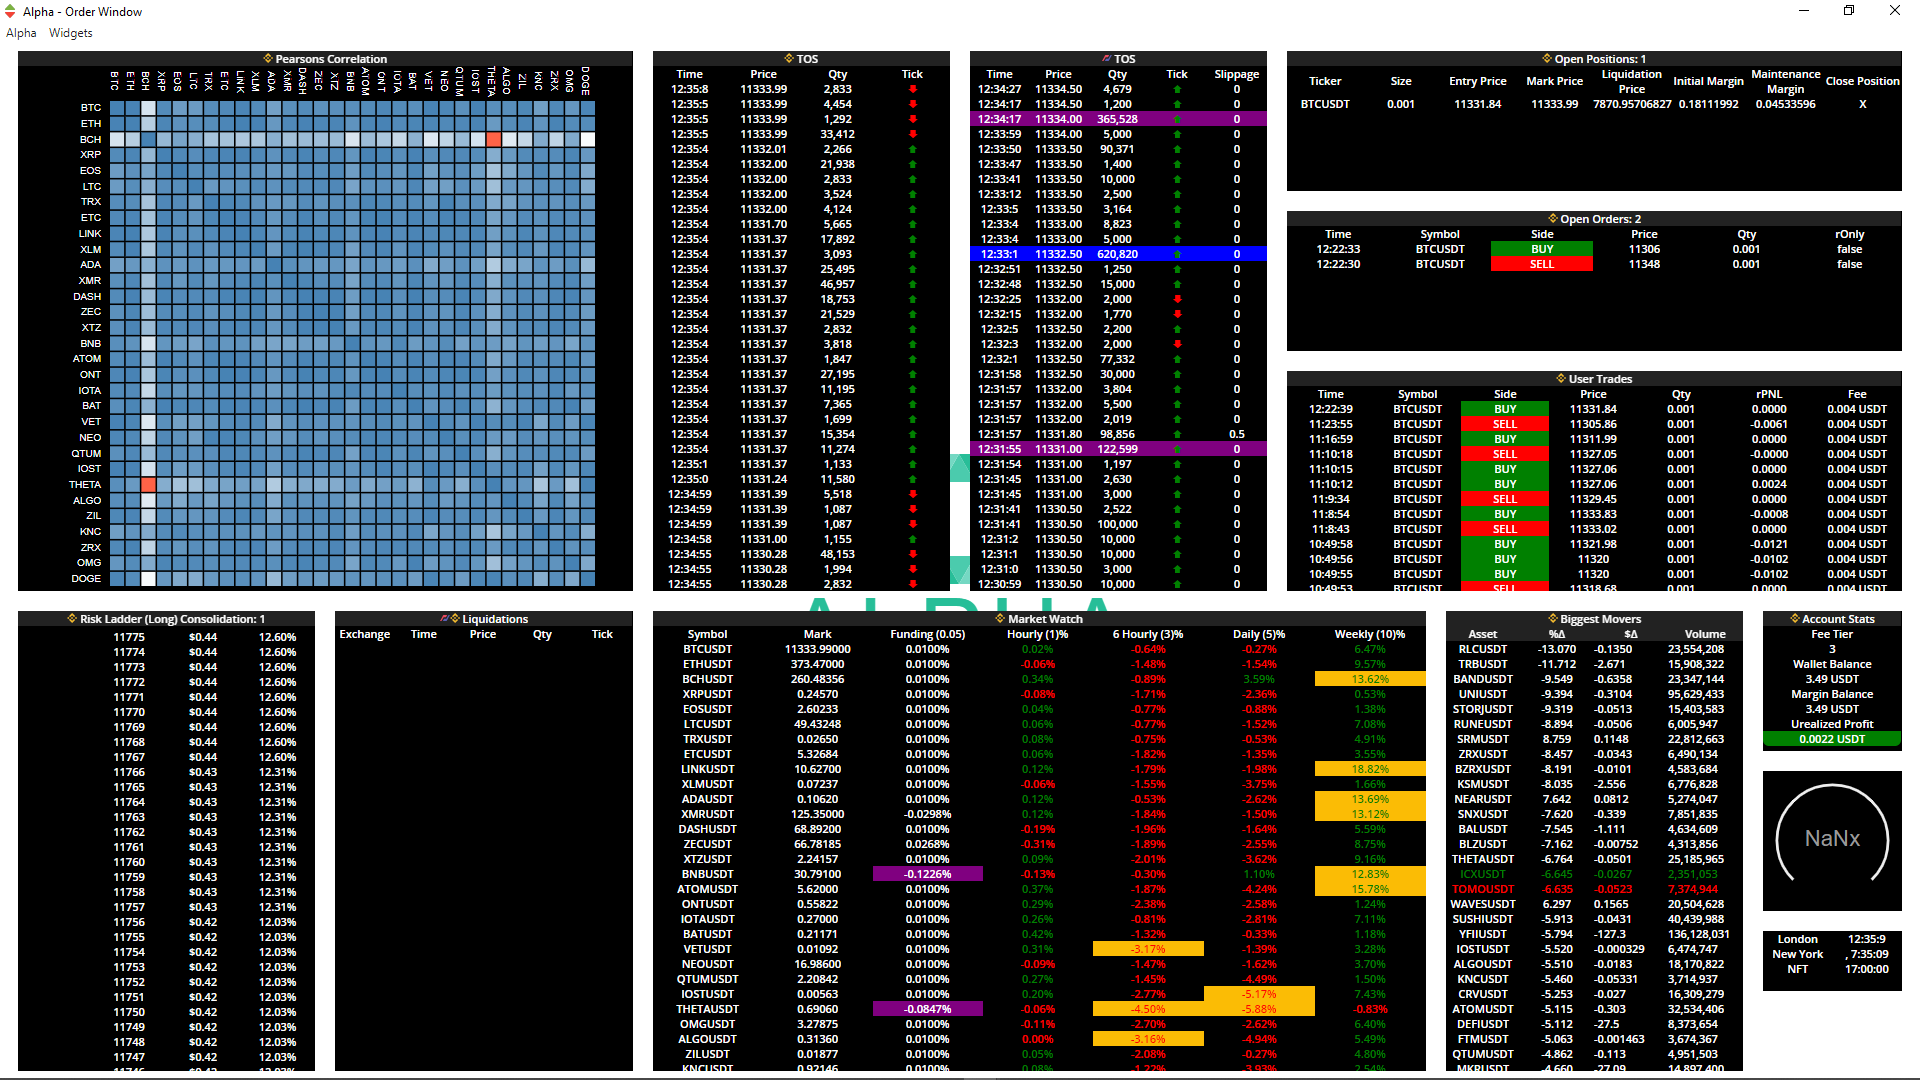 Alpha - Order Window
Alpha Widgets
Pearsons Correlation
BTC ETH BCH XRP EOS LTC TRX ETC LINK XLM ADA XMR DASH ZEC XTZ BNB ATOM ONT IOTA BAT VET NEO QTUM IOST THETA ALGO ZIL KNC ZRX OMG DOGE
BTC
ETH
BCH
XRP
EOS
LTC
TRX
ETC
LINK
XLM
ADA
XMR
DASH
ZEC
XTZ
BNB
ATOM
ONT
IOTA
BAT
VET
NEO
QTUM
IOST
THETA
ALGO
ZIL
KNC
ZRX
OMG
DOGE
TOS
Time Price Qty Tick
12:35:8 11333.99 2,833
12:35:5 11333.99 4,454
12:35:5 11333.99 1,292
12:35:5 11333.99 33,412
12:35:4 11332.01 2,266
12:35:4 11332.00 21,938
12:35:4 11332.00 2,833
12:35:4 11332.00 3,524
12:35:4 11332.00 4,124
12:35:4 11331.70 5,665
12:35:4 11331.37 17,892
12:35:4 11331.37 3,093
12:35:4 11331.37 25,495
12:35:4 11331.37 46,957
12:35:4 11331.37 18,753
12:35:4 11331.37 21,529
12:35:4 11331.37 2,832
12:35:4 11331.37 3,818
12:35:4 11331.37 1,847
12:35:4 11331.37 27,195
12:35:4 11331.37 11,195
12:35:4 11331.37 7,365
12:35:4 11331.37 1,699
12:35:4 11331.37 15,354
12:35:4 11331.37 11,274
12:35:1 11331.37 1,133
12:35:0 11331.24 11,580
12:34:59 11331.39 5,518
12:34:59 11331.39 1,087
12:34:59 11331.39 1,087
12:34:58 11331.00 1,155
12:34:55 11330.28 48,153
12:34:55 11330.28 1,994
12:34:55 11330.28 2,832
TOS
Time Price Qty Tick Slippage
12:34:27 11334.50 4,679 0
12:34:17 11334.50 1,200 0
12:34:17 11334.00 365,528 0
12:33:59 11334.00 5,000 0
12:33:50 11333.50 90,371 0
12:33:47 11333.50 1,400 0
12:33:41 11333.50 10,000 0
12:33:12 11333.50 2,500 0
12:33:5 11333.50 3,164 0
12:33:4 11333.00 8,823 0
12:33:4 11333.00 5,000 0
12:33:1 11332.50 620,820 0
12:32:51 11332.50 1,250 0
12:32:48 11332.50 15,000 0
12:32:25 11332.00 2,000 0
12:32:15 11332.00 1,770 0
12:32:5 11332.50 2,200 0
12:32:3 11332.00 2,000 0
12:32:1 11332.00 77,332 0
12:31:58 11332.00 30,000 0
12:31:57 11332.00 3,804 0
12:31:57 11332.00 5,500 0
12:31:57 11332.00 2,019 0
12:31:57 11331.80 98,856 0.5
12:31:55 11331.00 122,599 0
12:31:54 11331.00 1,197 0
12:31:45 11331.00 2,630 0
12:31:45 11331.00 3,000 0
12:31:41 11330.50 2,522 0
12:31:41 11330.50 100,000 0
12:31:2 11330.50 10,000 0
12:31:1 11330.50 10,000 0
12:31:0 11330.50 3,000 0
12:30:59 11330.50 10,000 0
Open Positions: 1
Ticker Size Entry Price Mark Price Liquidation Price Initial Margin Maintenance Margin Close Position
BTCUSDT 0.001 11331.84 11333.99 7870.95706827 0.18111992 0.04533596 X
Open Orders: 2
Time Symbol Side Price Qty rOnly
12:22:33 BTCUSDT BUY 11306 0.001 false
12:22:30 BTCUSDT SELL 11348 0.001 false
User Trades
Time Symbol Side Price Qty rPNL Fee
12:22:39 BTCUSDT BUY 11331.84 0.001 0.0000 0.004 USDT
11:23:55 BTCUSDT SELL 11305.86 0.001 -0.0061 0.004 USDT
11:16:59 BTCUSDT BUY 11311.99 0.001 0.0000 0.004 USDT
11:10:18 BTCUSDT SELL 11327.05 0.001 -0.0000 0.004 USDT
11:10:15 BTCUSDT BUY 11327.06 0.001 0.0000 0.004 USDT
11:10:12 BTCUSDT BUY 11327.06 0.001 0.0024 0.004 USDT
11:9:34 BTCUSDT SELL 11329.45 0.001 0.0000 0.004 USDT
11:8:54 BTCUSDT BUY 11333.83 0.001 -0.0008 0.004 USDT
11:8:43 BTCUSDT SELL 11333.02 0.001 0.0000 0.004 USDT
10:49:58 BTCUSDT BUY 11321.98 0.001 -0.0121 0.004 USDT
10:49:56 BTCUSDT BUY 11320 0.001 -0.0102 0.004 USDT
10:49:55 BTCUSDT BUY 11320 0.001 -0.0102 0.004 USDT
10:49:53 BTCUSDT SELL 11318.68 0.001 0.0000 0.004 USDT
Risk Ladder (Long) Consolidation: 1
11775 $0.44 12.60%
11774 $0.44 12.60%
11773 $0.44 12.60%
11772 $0.44 12.60%
11771 $0.44 12.60%
11770 $0.44 12.60%
11769 $0.44 12.60%
11768 $0.44 12.60%
11767 $0.44 12.60%
11766 $0.43 12.31%
11765 $0.43 12.31%
11764 $0.43 12.31%
11763 $0.43 12.31%
11762 $0.43 12.31%
11761 $0.43 12.31%
11760 $0.43 12.31%
11759 $0.43 12.31%
11758 $0.43 12.31%
11757 $0.43 12.31%
11756 $0.42 12.03%
11755 $0.42 12.03%
11754 $0.42 12.03%
11753 $0.42 12.03%
11752 $0.42 12.03%
11751 $0.42 12.03%
11750 $0.42 12.03%
11749 $0.42 12.03%
11748 $0.42 12.03%
11747 $0.42 12.03%
11746 $0.42 12.03%
Liquidations
Exchange Time Price Qty Tick
ALPHA
Market Watch
Symbol Mark Funding (0.05) Hourly (1)% 6 Hourly (3)% Daily (5)% Weekly (10)%
BTCUSDT 11333.99000 0.0100% 0.02% -0.64% -0.27% 6.47%
ETHUSDT 373.47000 0.0100% -0.06% -1.48% -1.54% 9.57%
BCHUSDT 260.48356 0.0100% 0.34% -0.89% 3.59% 13.62%
XRPUSDT 0.24570 0.0100% -0.08% -1.71% -2.36% 0.53%
EOSUSDT 2.60233 0.0100% 0.04% -0.77% -0.88% 1.38%
LTCUSDT 49.43248 0.0100% 0.06% -0.77% -1.52% 7.08%
TRXUSDT 0.02650 0.0100% 0.08% -0.75% -0.53% 4.91%
ETCUSDT 5.32684 0.0100% 0.06% -1.82% -1.35% 3.55%
LINKUSDT 10.62700 0.0100% 0.12% -1.79% -1.98% 18.82%
XLMUSDT 0.07237 0.0100% -0.06% -1.55% -3.75% 1.66%
ADAUSDT 0.10620 0.0100% 0.12% -0.53% -2.62% 13.69%
XMRUSDT 125.35000 -0.0298% 0.12% -1.84% -1.50% 13.12%
DASHUSDT 68.89200 0.0100% -0.19% -1.96% -1.64% 5.59%
ZECUSDT 66.78185 0.0268% -0.31% -1.89% -2.55% 8.75%
XTZUSDT 2.24157 0.0100% 0.09% -2.01% -3.62% 9.16%
BNBUSDT 30.79100 -0.1226% -0.13% -0.30% 1.10% 12.83%
ATOMUSDT 5.62000 0.0100% 0.37% -1.87% -4.24% 15.78%
ONTUSDT 0.55822 0.0100% 0.29% -2.38% -2.58% 1.24%
IOTAUSDT 0.27000 0.0100% 0.26% -0.81% -2.81% 7.11%
BATUSDT 0.21171 0.0100% 0.42% -1.32% -0.33% 1.18%
VETUSDT 0.01092 0.0100% 0.31% -3.17% -1.39% 3.28%
NEOUSDT 16.98600 0.0100% -0.09% -1.47% -1.62% 3.70%
QTUMUSDT 2.20842 0.0100% 0.27% -1.45% -4.49% 1.50%
IOSTUSDT 0.00563 0.0100% 0.20% -2.77% -5.17% 7.43%
THETAUSDT 0.69060 -0.0847% -0.06% -4.50% -5.88% -0.83%
OMGUSDT 3.27875 0.0100% -0.11% -2.70% -2.62% 6.40%
ALGOUSDT 0.31360 0.0100% 0.00% -3.16% -4.94% 5.49%
ZILUSDT 0.01877 0.0100% 0.05% -2.08% -0.27% 4.80%
KNCUSDT 0.92146 0.0100% 0.08% -1.22% -3.93% 2.54%
Biggest Movers
Asset %Δ $Δ Volume
RLCUSDT -13.070 -0.1350 23,554,208
TRBUSDT -11.712 -2.671 15,908,322
BANDUSDT -9.549 -0.6358 23,347,144
UNIUSDT -9.394 -0.3104 95,629,433
STORJUSDT -9.319 -0.0513 15,403,583
RUNEUSDT -8.894 -0.0506 6,005,947
SRMUSDT 8.759 0.1148 22,812,663
ZRXUSDT -8.457 -0.0343 6,490,134
BZRXUSDT -8.191 -0.0101 4,583,684
KSMUSDT -8.035 -2.556 6,776,828
NEARUSDT 7.642 0.0812 5,274,047
SNXUSDT -7.620 -0.339 7,851,835
BALUSDT -7.545 -1.111 4,634,609
BLZUSDT -7.162 -0.00752 4,313,856
THETAUSDT -6.764 -0.0501 25,185,965
ICXUSDT -6.645 -0.0267 2,351,053
TOMOUSDT -6.635 -0.0523 7,374,944
WAVESUSDT 6.297 0.1565 20,504,628
SUSHIUSDT -5.913 -0.0431 40,439,988
YFIIUSDT -5.794 -127.3 136,128,031
IOSTUSDT -5.520 -0.000329 6,474,747
ALGOUSDT -5.510 -0.0183 18,170,822
KNCUSDT -5.460 -0.05331 3,714,937
CRVUSDT -5.253 -0.027 16,309,279
ATOMUSDT -5.115 -0.303 32,534,406
DEFIUSDT -5.112 -27.5 8,373,654
FTMUSDT -5.063 -0.001463 3,674,367
QTUMUSDT -4.862 -0.113 4,951,503
MKRUSDT -4.660 -27.09 14,897,400
Account Stats
Fee Tier
3
Wallet Balance
3.49 USDT
Margin Balance
3.49 USDT
Urealized Profit
0.0022 USDT
NaNx
London 12:35:9
New York , 7:35:09
NFT 17:00:00